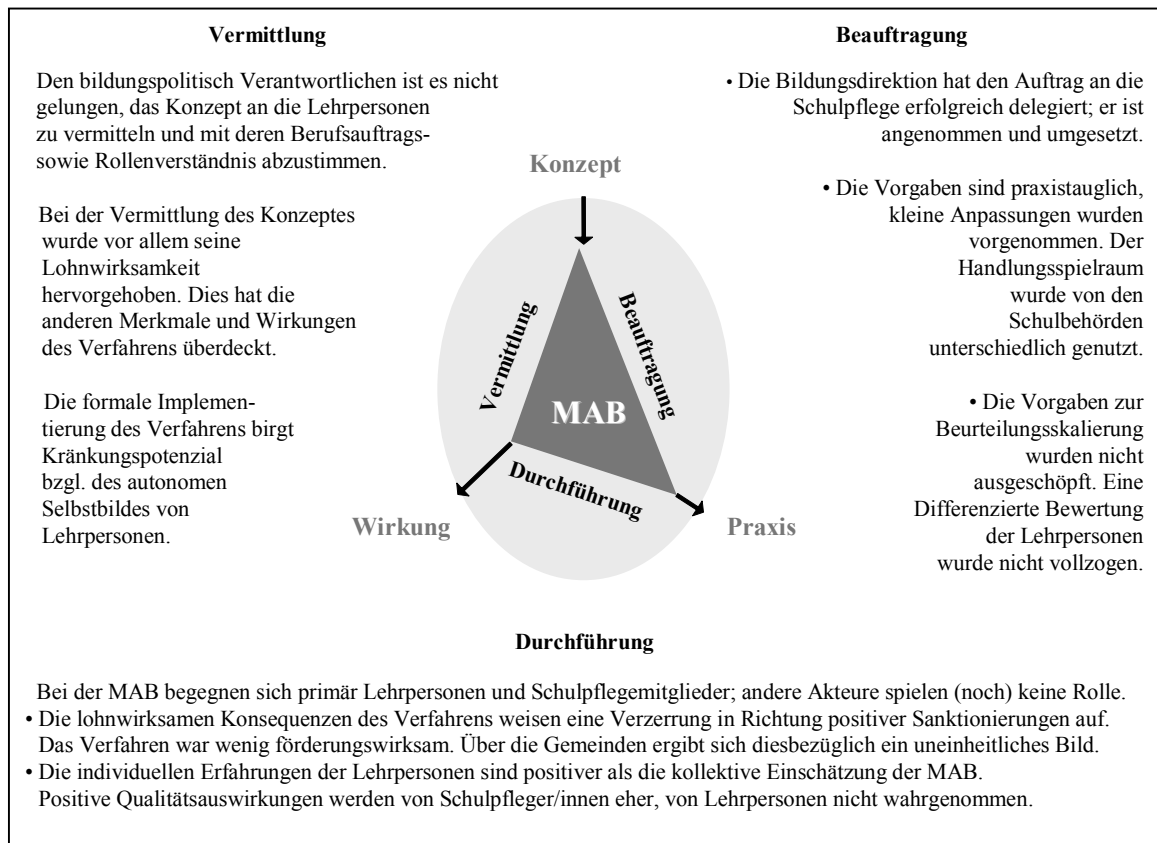 Vermittlung
Den bildungspolitisch Verantwortlichen ist es nicht
gelungen, das Konzept an die Lehrpersonen
zu vermitteln und mit deren Berufsauftrags-
sowie Rollenverständnis abzustimmen.
Bei der Vermittlung des Konzeptes
wurde vor allem seine
Lohnwirksamkeit
hervorgehoben. Dies hat die
anderen Merkmale und Wirkungen
des Verfahrens überdeckt.
Die formale Implemen-
tierung des Verfahrens birgt
Kränkungspotenzial
bzgl. des autonomen
Selbstbildes von
Lehrpersonen.
Beauftragung
• Die Bildungsdirektion hat den Auftrag an die
Schulpflege erfolgreich delegiert; er ist
angenommen und umgesetzt.
• Die Vorgaben sind praxistauglich,
kleine Anpassungen wurden
vorgenommen. Der
Handlungsspielraum
wurde von den
Schulbehörden
unterschiedlich genutzt.
• Die Vorgaben zur
Beurteilungsskalierung
wurden nicht
ausgeschöpft. Eine
Differenzierte Bewertung
der Lehrpersonen
wurde nicht vollzogen.
Konzept
Vermittlung
Beauftragung
MAB
Durchführung
Wirkung
Praxis
Durchführung
Bei der MAB begegnen sich primär Lehrpersonen und Schulpflegemitglieder; andere Akteure spielen (noch) keine Rolle.
• Die lohnwirksamen Konsequenzen des Verfahrens weisen eine Verzerrung in Richtung positiver Sanktionierungen auf.
Das Verfahren war wenig förderungswirksam. Über die Gemeinden ergibt sich diesbezüglich ein uneinheitliches Bild.
• Die individuellen Erfahrungen der Lehrpersonen sind positiver als die kollektive Einschätzung der MAB.
Positive Qualitätsauswirkungen werden von Schulpfleger/innen eher, von Lehrpersonen nicht wahrgenommen.